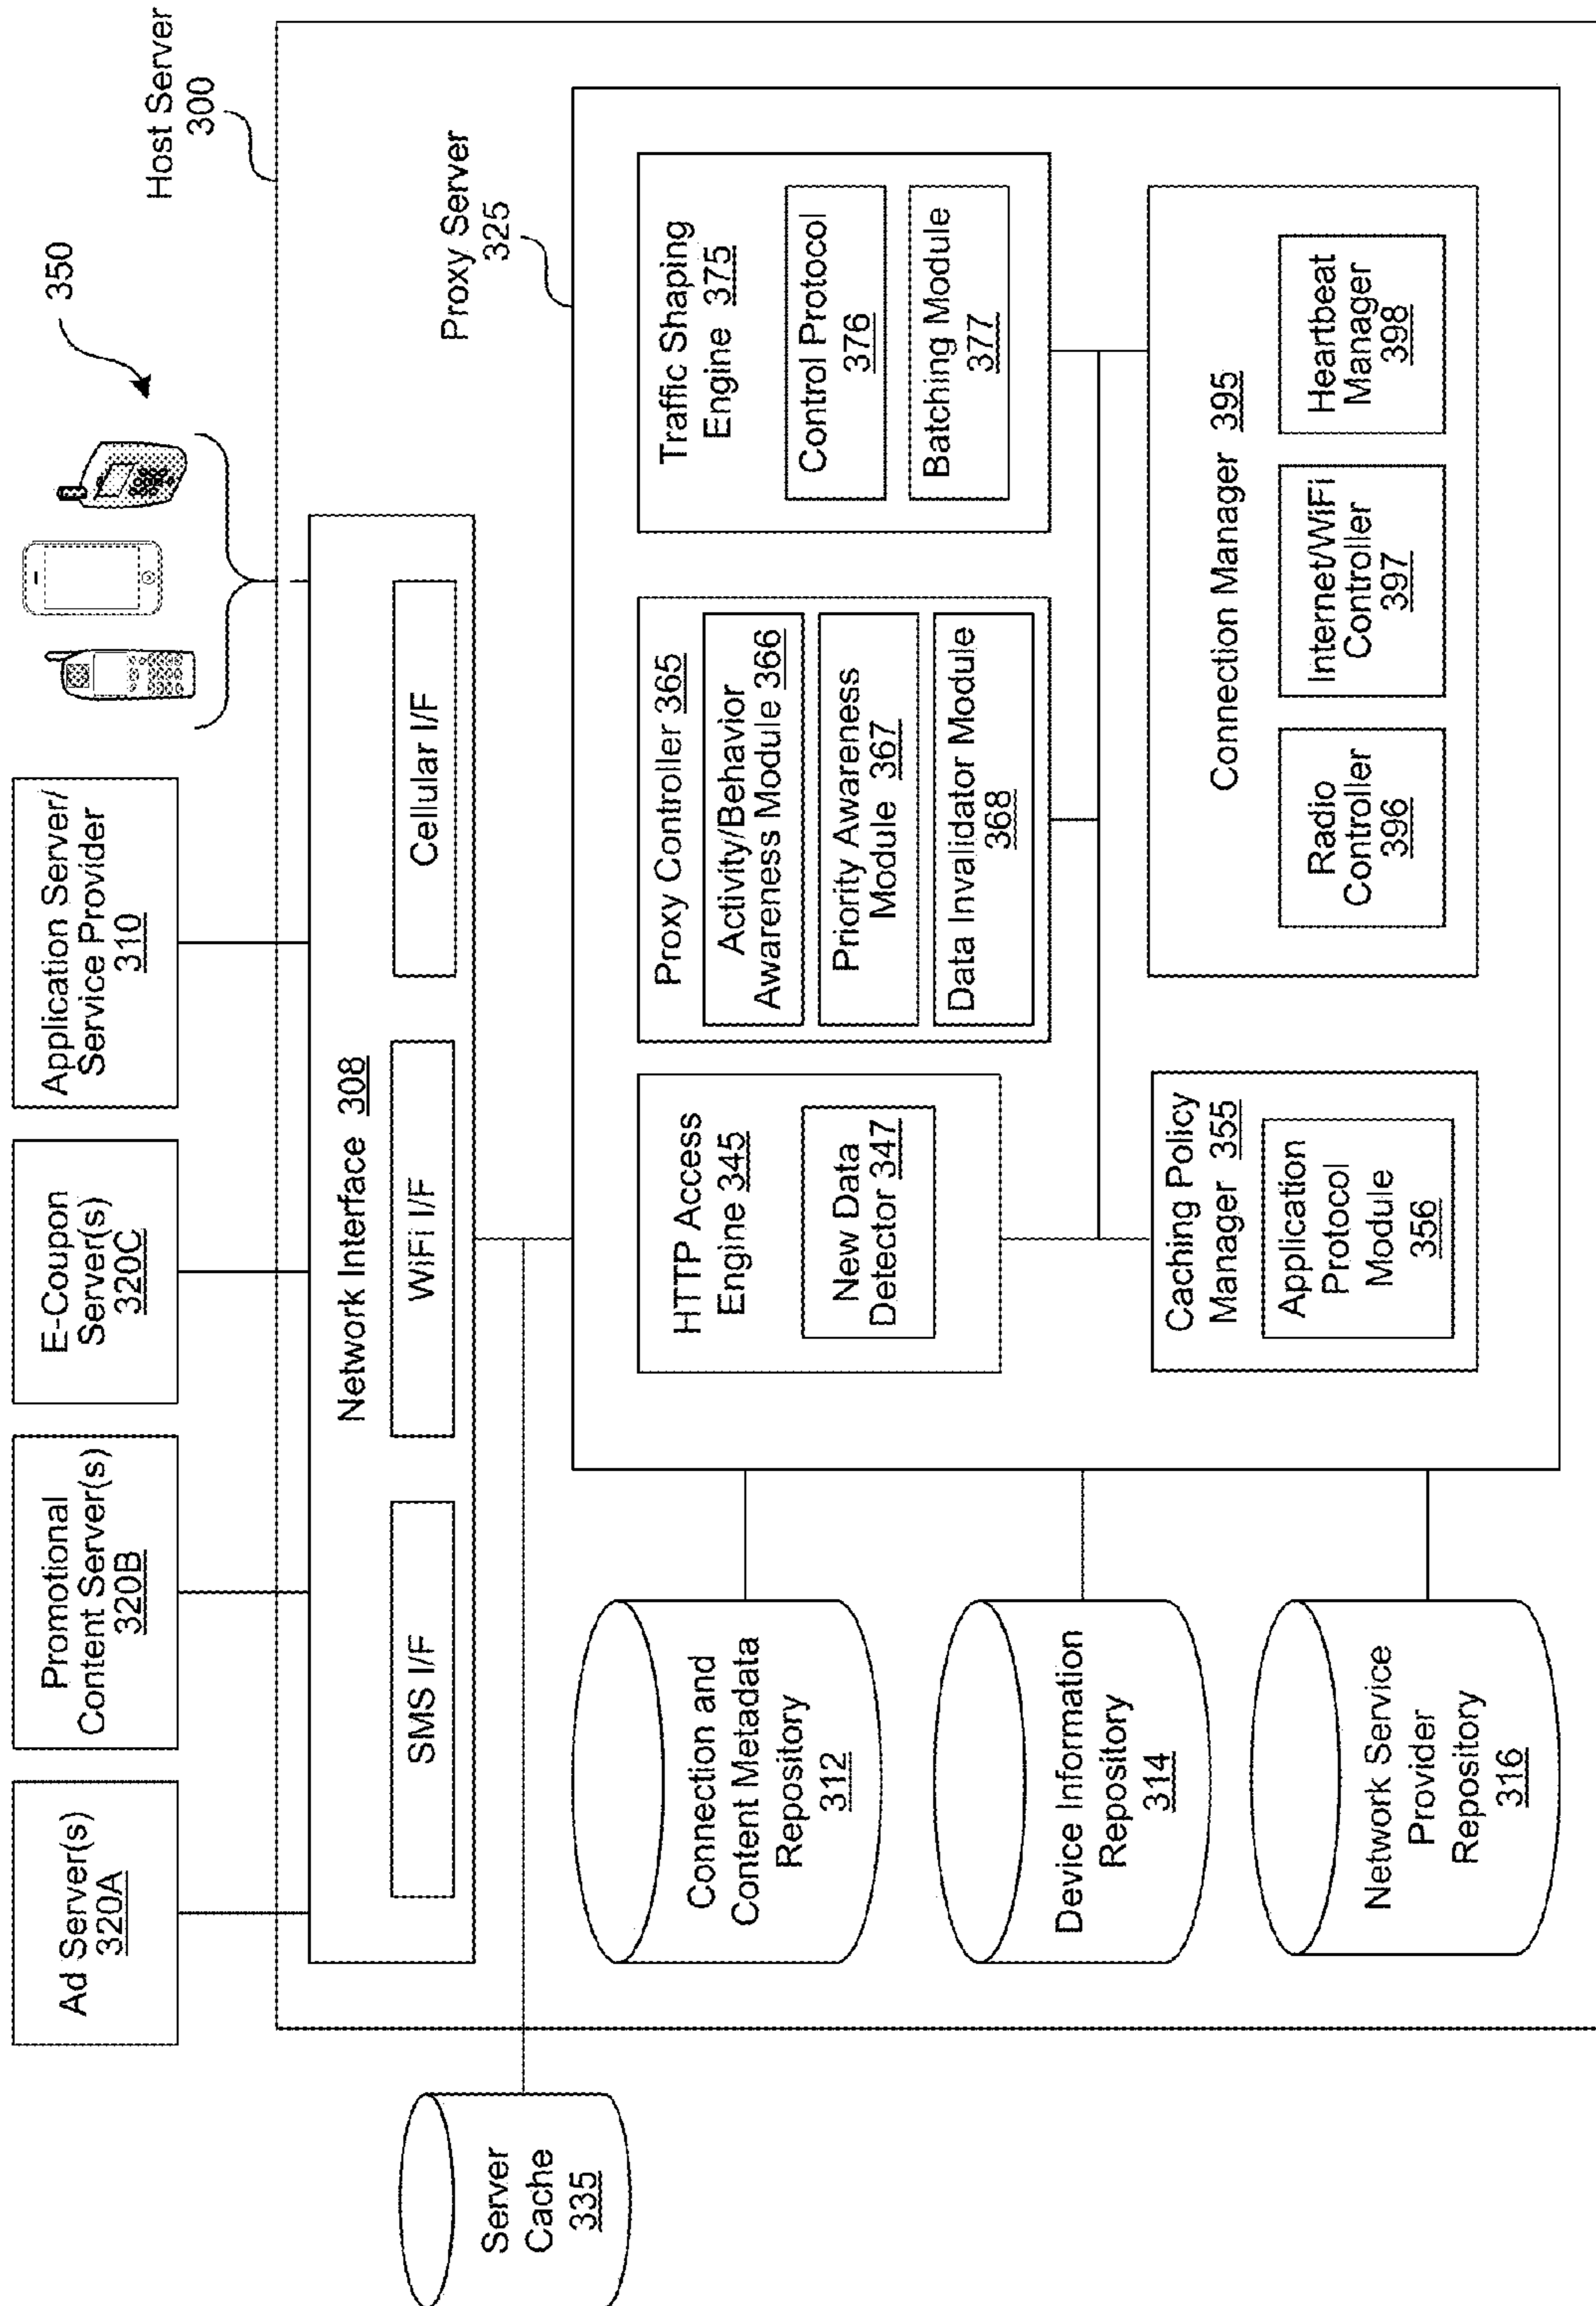 Ad Server(s)
320A
Promotional
Content Server(s)
320B
E-Coupon
Server(s)
320C
Application Server/
Service Provider
310
350
Host Server
300
Network Interface 308
SMS I/F
WiFi I/F
Cellular I/F
Server
Cache
335
Proxy Server
325
Connection and
Content Metadata
Repository
312
Device Information
Repository
314
Network Service
Provider
Repository
316
HTTP Access
Engine 345
New Data
Detector 347
Proxy Controller 365
Activity/Behavior
Awareness Module 366
Priority Awareness
Module 367
Data Invalidator Module
368
Traffic Shaping
Engine 375
Control Protocol
376
Batching Module
377
Caching Policy
Manager 355
Application
Protocol
Module
356
Connection Manager 395
Radio
Controller
396
Internet/WiFi
Controller
397
Heartbeat
Manager
398